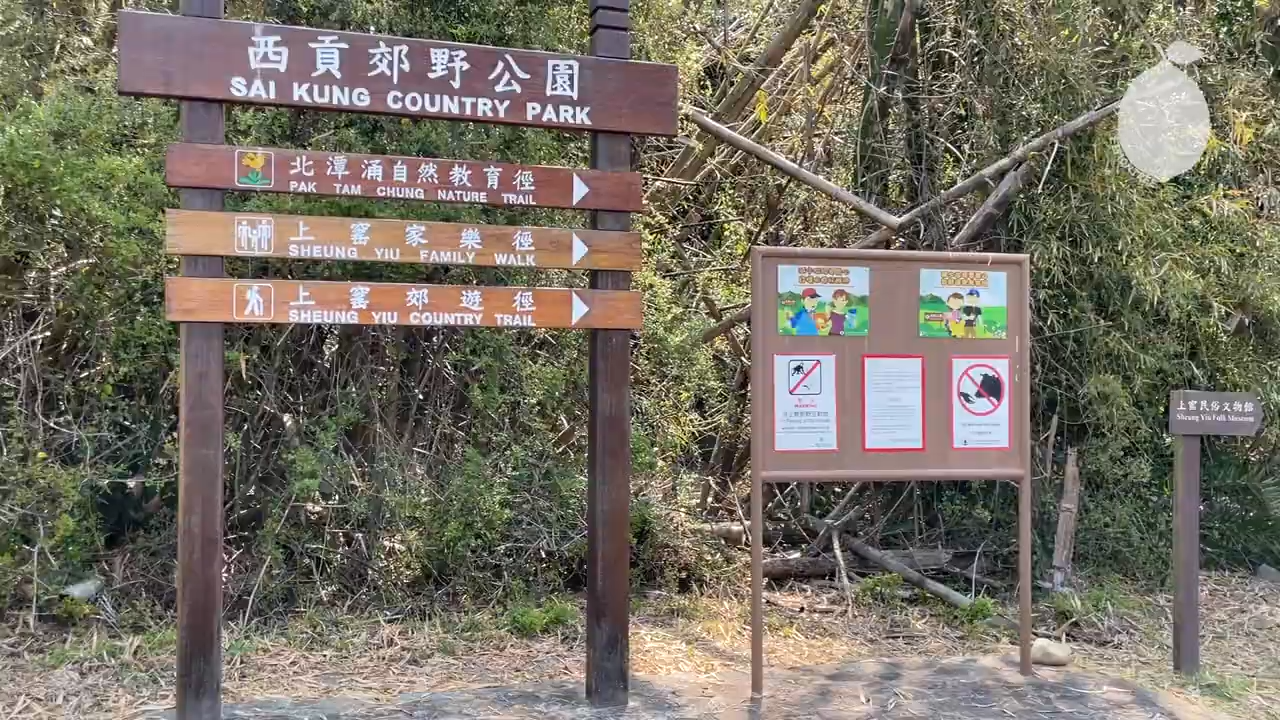 西貢郊野公園
SAI KUNG COUNTRY PARK
北潭涌自然教育徑
PAK TAM CHUNG NATURE TRAIL
上窰家樂徑
SHEUNG YIU FAMILY WALK
上窰郊遊徑
SHEUNG YIU COUNTRY TRAIL
上窰民俗文物館
Sheung Yiu Folk Museum